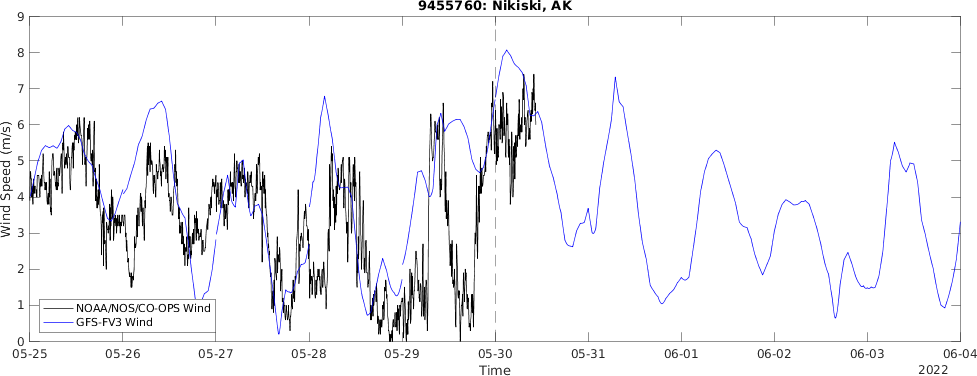 9455760: Nikiski, AK
Wind Speed (m/s)
9
8
7
6
5
4
3
2
1
0
NOAA/NOS/CO-OPS Wind
GFS-FV3 Wind
05-25 05-26 05-27 05-28 05-29 05-30 05-31 06-01 06-02 06-03 06-04
Time
2022